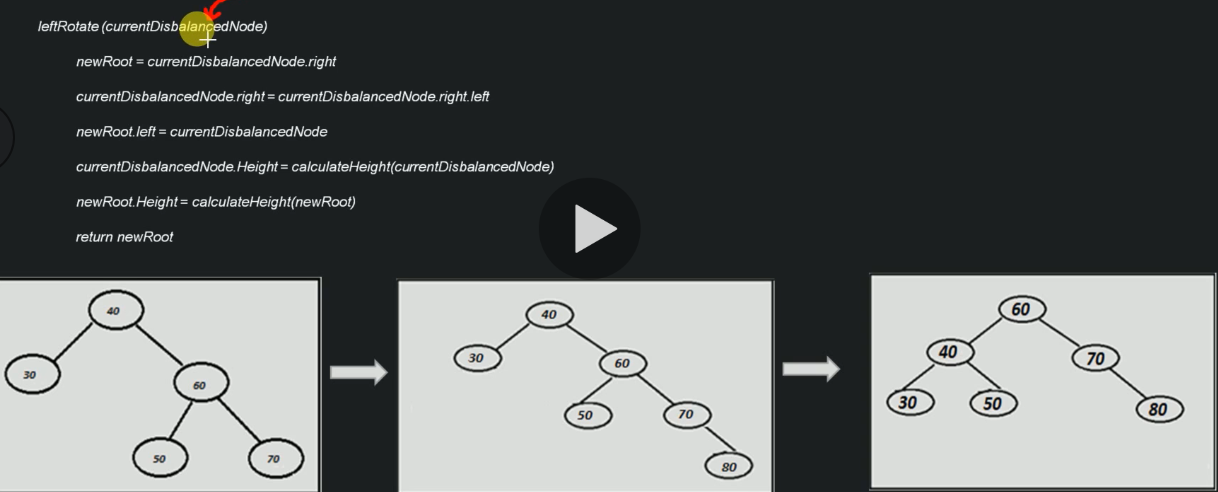 leftRotate (currentDisbalancedNode)
newRoot = currentDisbalancedNode.right
currentDisbalancedNode.right = currentDisbalancedNode.right.left
newRoot.left = currentDisbalancedNode
currentDisbalancedNode.Height = calculateHeight(currentDisbalancedNode)
newRoot.Height = calculateHeight(newRoot)
return newRoot
40
30
60
50
70
40
30
60
50
70
80
60
40
70
30
50
80